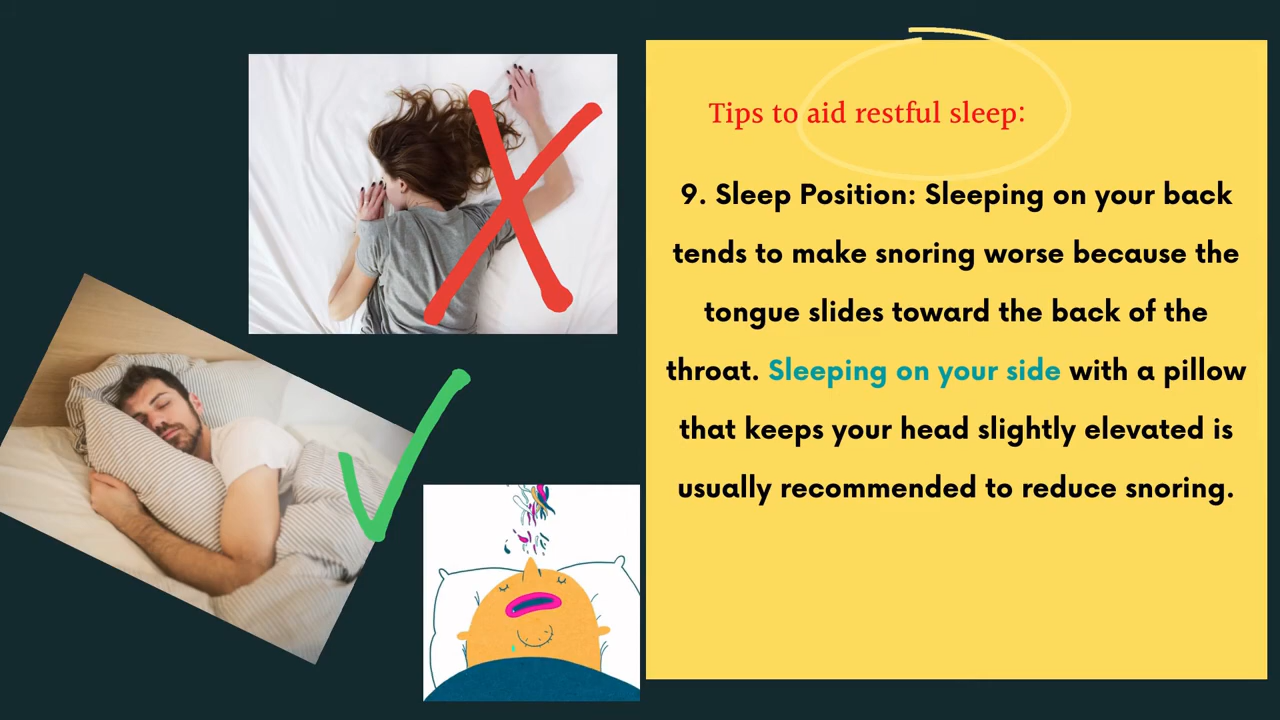 Tips to aid restful sleep:
9. Sleep Position: Sleeping on your back
tends to make snoring worse because the
tongue slides toward the back of the
throat. Sleeping on your side with a pillow
that keeps your head slightly elevated is
usually recommended to reduce snoring.